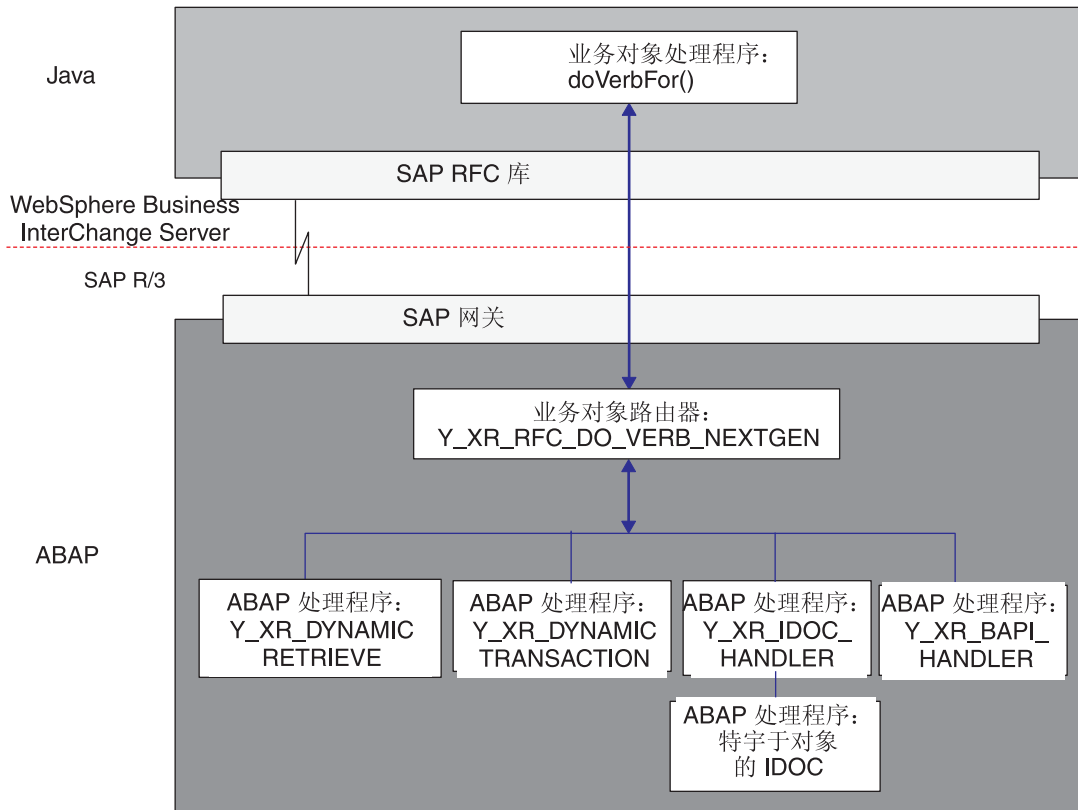 Java
业务对象处理程序：
doVerbFor()
SAP RFC 库
WebSphere Business
InterChange Server
SAP R/3
SAP 网关
业务对象路由器：
Y_XR_RFC_DO_VERB_NEXTGEN
ABAP
ABAP 处理程序：
Y_XR_DYNAMIC
RETRIEVE
ABAP 处理程序：
Y_XR_DYNAMIC
TRANSACTION
ABAP 处理程序：
Y_XR_IDOC_
HANDLER
ABAP 处理程序：
Y_XR_BAPI_
HANDLER
ABAP 处理程序：
特宇于对象
的 IDOC